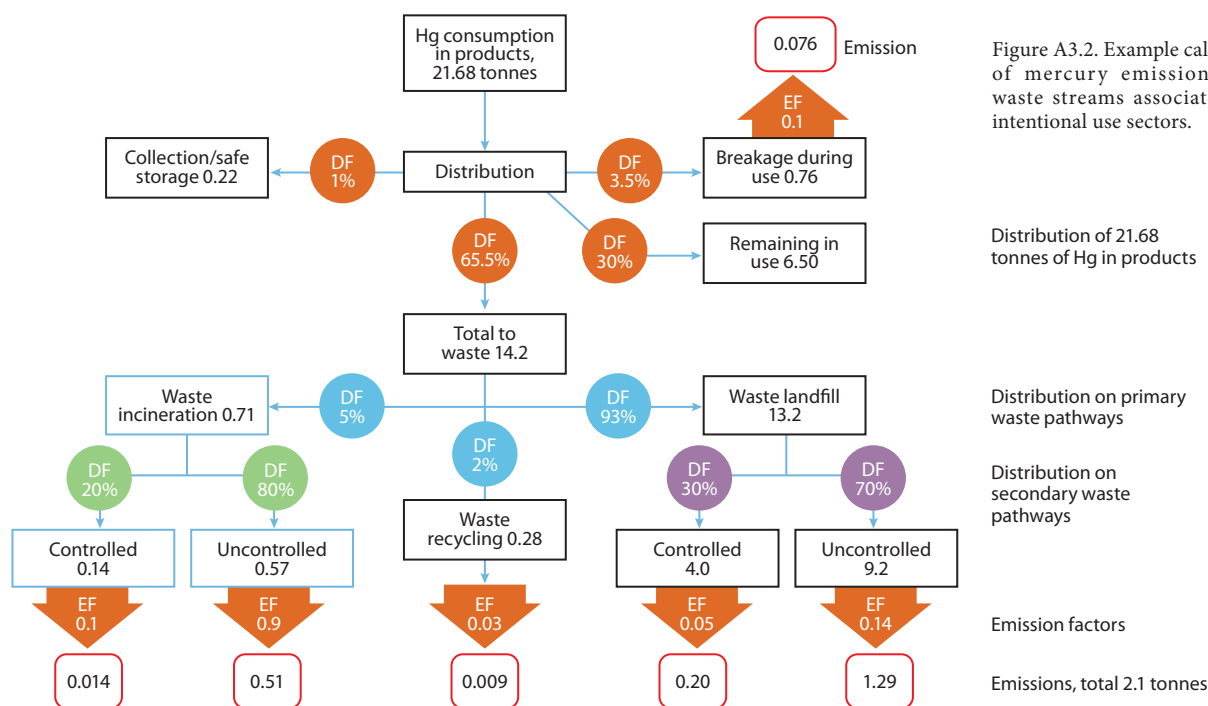 Hg consumption
in products,
21.68 tonnes
0.076
Emission
Figure A3.2. Example cal
of mercury emission
waste streams associat
intentional use sectors.
EF
0.1
Collection/safe
storage 0.22
DF
1%
Distribution
DF
3.5%
Breakage during
use 0.76
DF
65.5%
DF
30%
Remaining in
use 6.50
Distribution of 21.68
tonnes of Hg in products
Total to
waste 14.2
Waste
incineration 0.71
DF
5%
DF
93%
Waste landfill
13.2
Distribution on primary
waste pathways
DF
2%
DF
20%
DF
80%
DF
30%
DF
70%
Distribution on
secondary waste
pathways
Controlled
0.14
Uncontrolled
0.57
Waste
recycling 0.28
Controlled
4.0
Uncontrolled
9.2
EF
0.1
EF
0.9
EF
0.03
EF
0.05
EF
0.14
Emission factors
0.014
0.51
0.009
0.20
1.29
Emissions, total 2.1 tonnes